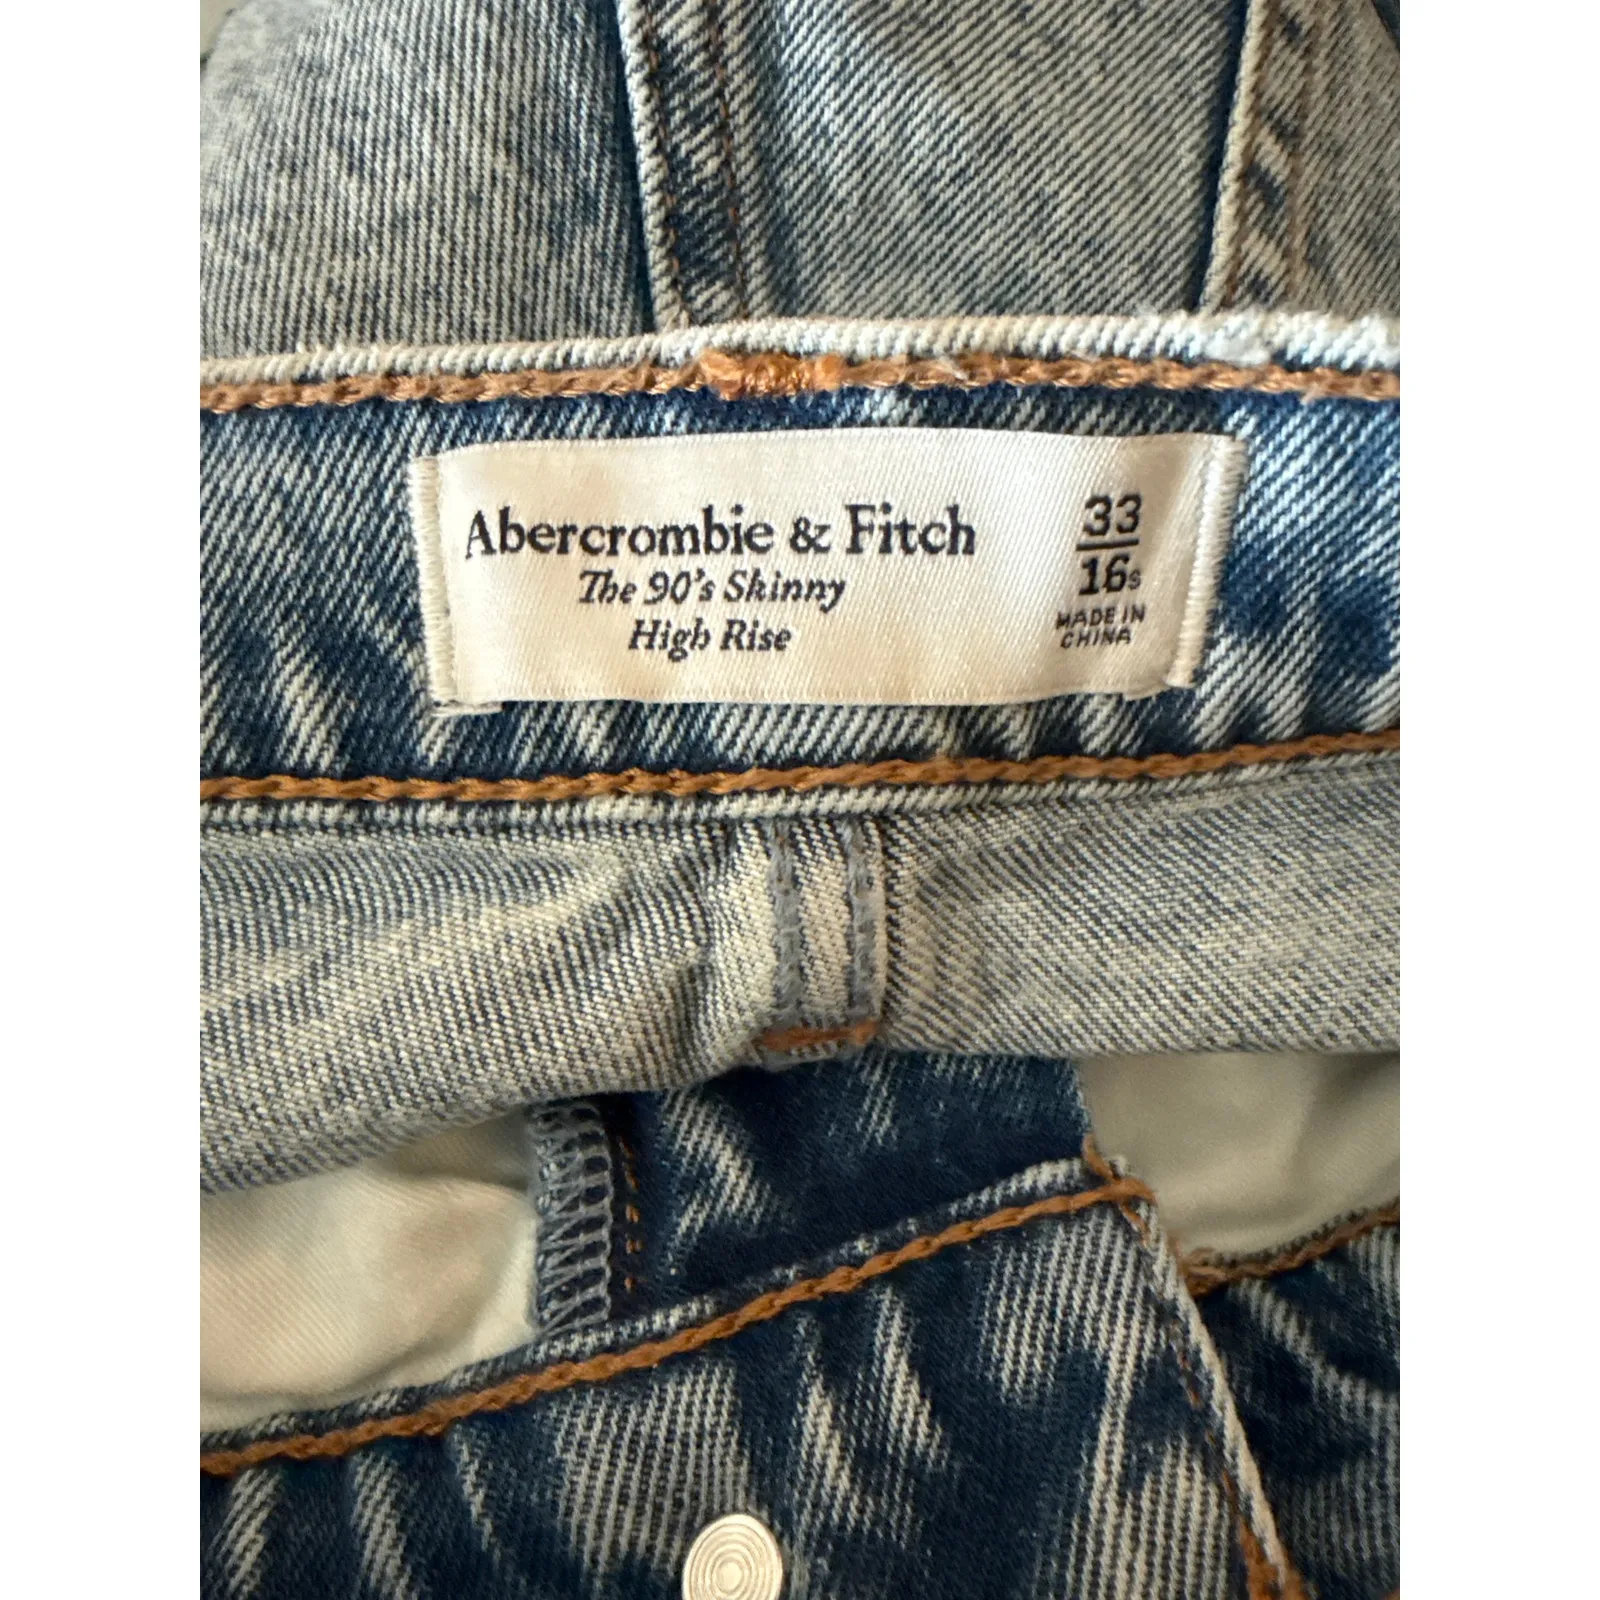 Abercrombie & Fitch
The 90's Skinny
High Rise
33
16s
MADE IN
CHINA